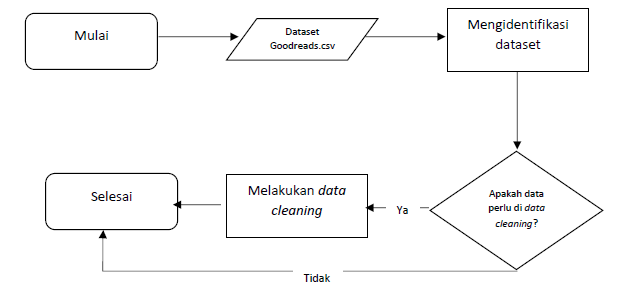 Mulai
Dataset
Goodreads.csv
Mengidentifikasi
dataset
Apakah data
perlu di data
cleaning?
Ya
Melakukan data
cleaning
Selesai
Tidak